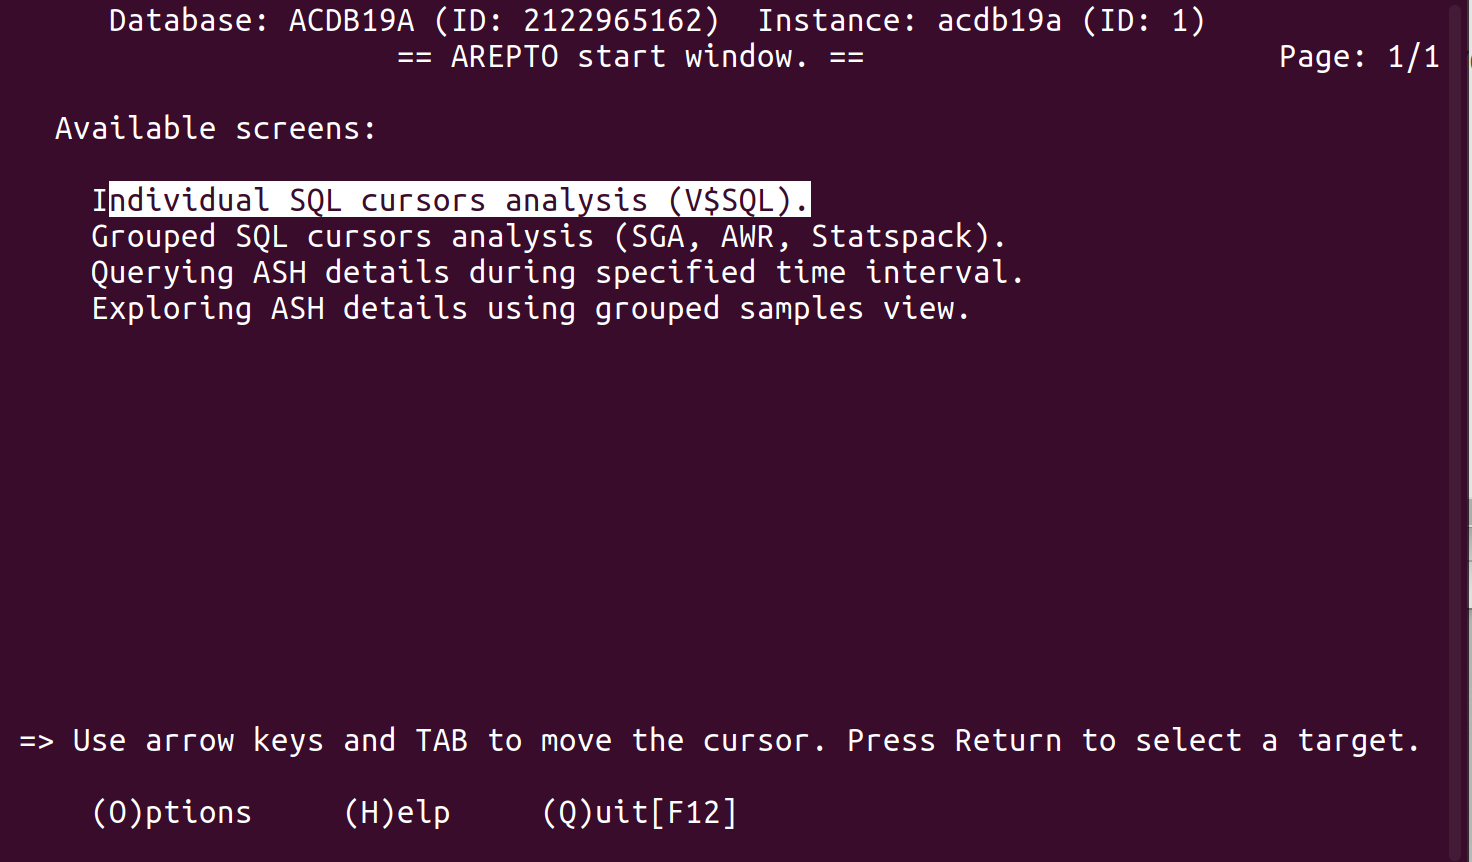 Database: ACDB19A (ID: 2122965162)  Instance: acdb19a (ID: 1)
== AREPTO start window. == Page: 1/1
Available screens:
Individual SQL cursors analysis (V$SQL).
Grouped SQL cursors analysis (SGA, AWR, Statspack).
Querying ASH details during specified time interval.
Exploring ASH details using grouped samples view.
=> Use arrow keys and TAB to move the cursor. Press Return to select a target.
(O)ptions (H)elp (Q)uit[F12]